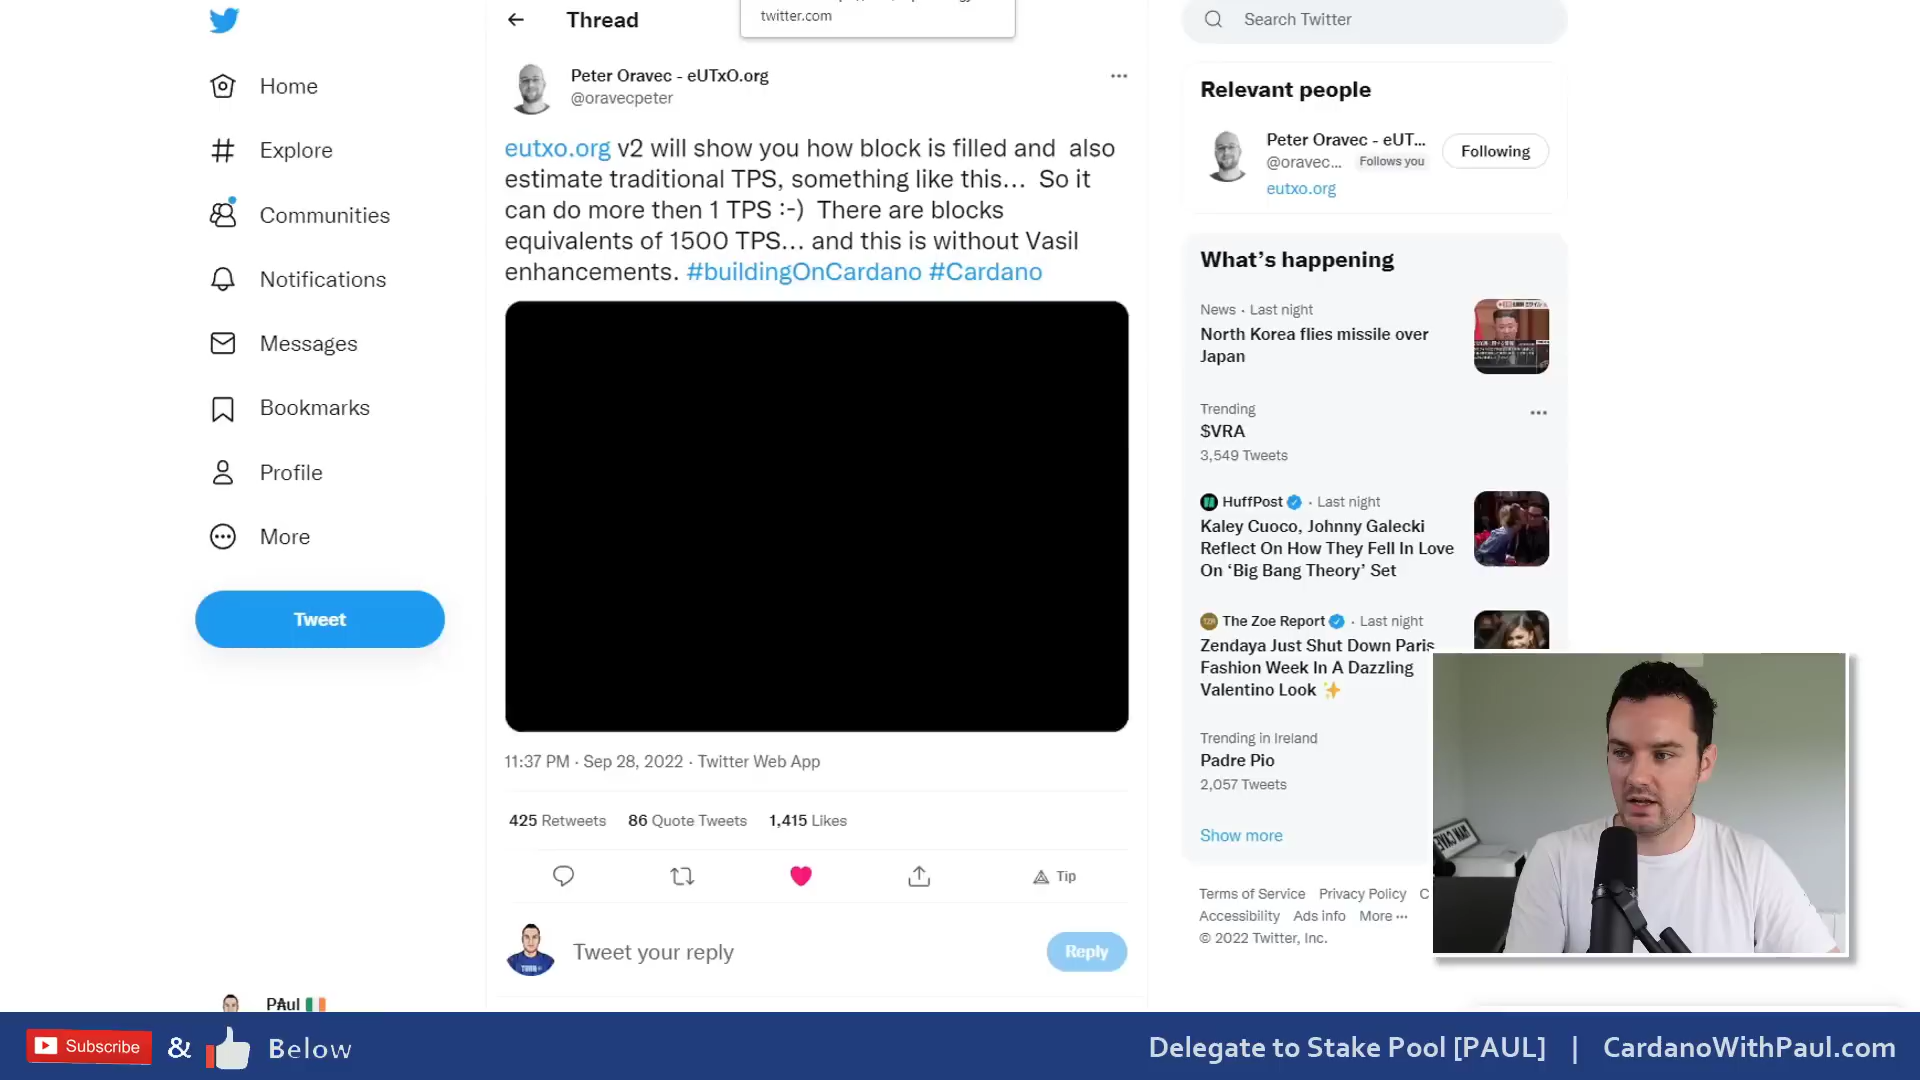 twitter.com
Home
Explore
Communities
Notifications
Messages
Bookmarks
Profile
More
Tweet
PAul
Thread
Peter Oravec - eUTxO.org
@oravecpeter
eutxo.org v2 will show you how block is filled and also
estimate traditional TPS, something like this... So it
can do more then 1 TPS :-) There are blocks
equivalents of 1500 TPS... and this is without Vasil
enhancements. #buildingOnCardano #Cardano
11:37 PM · Sep 28, 2022 · Twitter Web App
425 Retweets 86 Quote Tweets 1,415 Likes
Tip
Tweet your reply
Reply
Search Twitter
Relevant people
Peter Oravec - eUT...
@oravec... Follows you
Following
eutxo.org
What's happening
News · Last night
North Korea flies missile over
Japan
Trending
$VRA
3,549 Tweets
HuffPost · Last night
Kaley Cuoco, Johnny Galecki
Reflect On How They Fell In Love
On ‘Big Bang Theory’ Set
The Zoe Report · Last night
Zendaya Just Shut Down Paris
Fashion Week In A Dazzling
Valentino Look ✨
Trending in Ireland
Padre Pio
2,057 Tweets
Show more
Terms of Service Privacy Policy C
Accessibility Ads info More ···
© 2022 Twitter, Inc.
Subscribe & Below
Delegate to Stake Pool [PAUL] | CardanoWithPaul.com